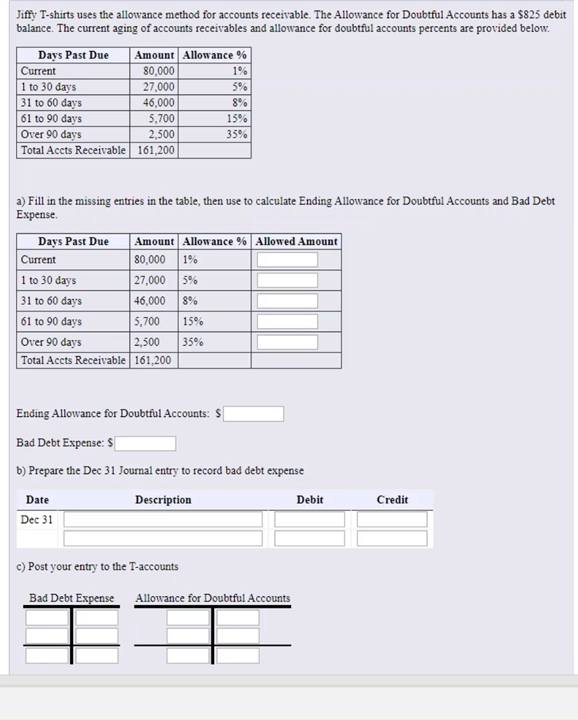 Jiffy T-shirts uses the allowance method for accounts receivable. The Allowance for Doubtful Accounts has a $825 debit
balance. The current aging of accounts receivables and allowance for doubtful accounts percents are provided below.
Days Past Due Amount Allowance %
Current 80,000 1%
1 to 30 days 27,000 5%
31 to 60 days 46,000 8%
61 to 90 days 5,700 15%
Over 90 days 2,500 35%
Total Accts Receivable 161,200
a) Fill in the missing entries in the table, then use to calculate Ending Allowance for Doubtful Accounts and Bad Debt
Expense.
Days Past Due Amount Allowance % Allowed Amount
Current 80,000 1%
1 to 30 days 27,000 5%
31 to 60 days 46,000 8%
61 to 90 days 5,700 15%
Over 90 days 2,500 35%
Total Accts Receivable 161,200
Ending Allowance for Doubtful Accounts: $
Bad Debt Expense: $
b) Prepare the Dec 31 Journal entry to record bad debt expense
Date Description Debit Credit
Dec 31
c) Post your entry to the T-accounts
Bad Debt Expense Allowance for Doubtful Accounts